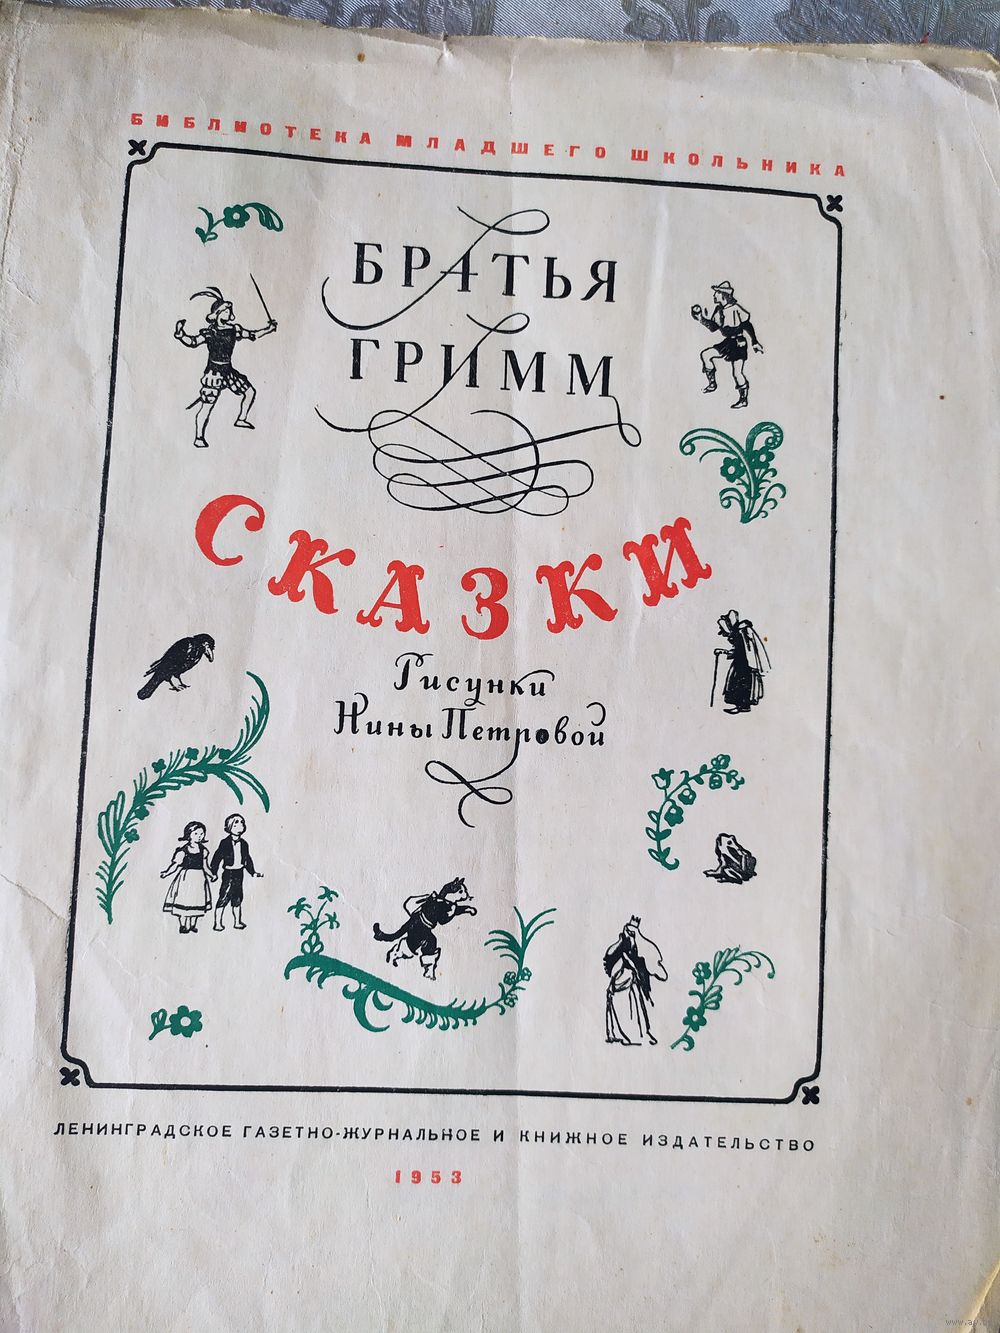 БИБЛИОТЕКА МЛАДШЕГО ШКОЛЬНИКА
БРАТЬЯ
ГРИММ
СКАЗКИ
Рисунки
Нины Петровой
ЛЕНИНГРАДСКОЕ ГАЗЕТНО-ЖУРНАЛЬНОЕ И КНИЖНОЕ ИЗДАТЕЛЬСТВО
1953